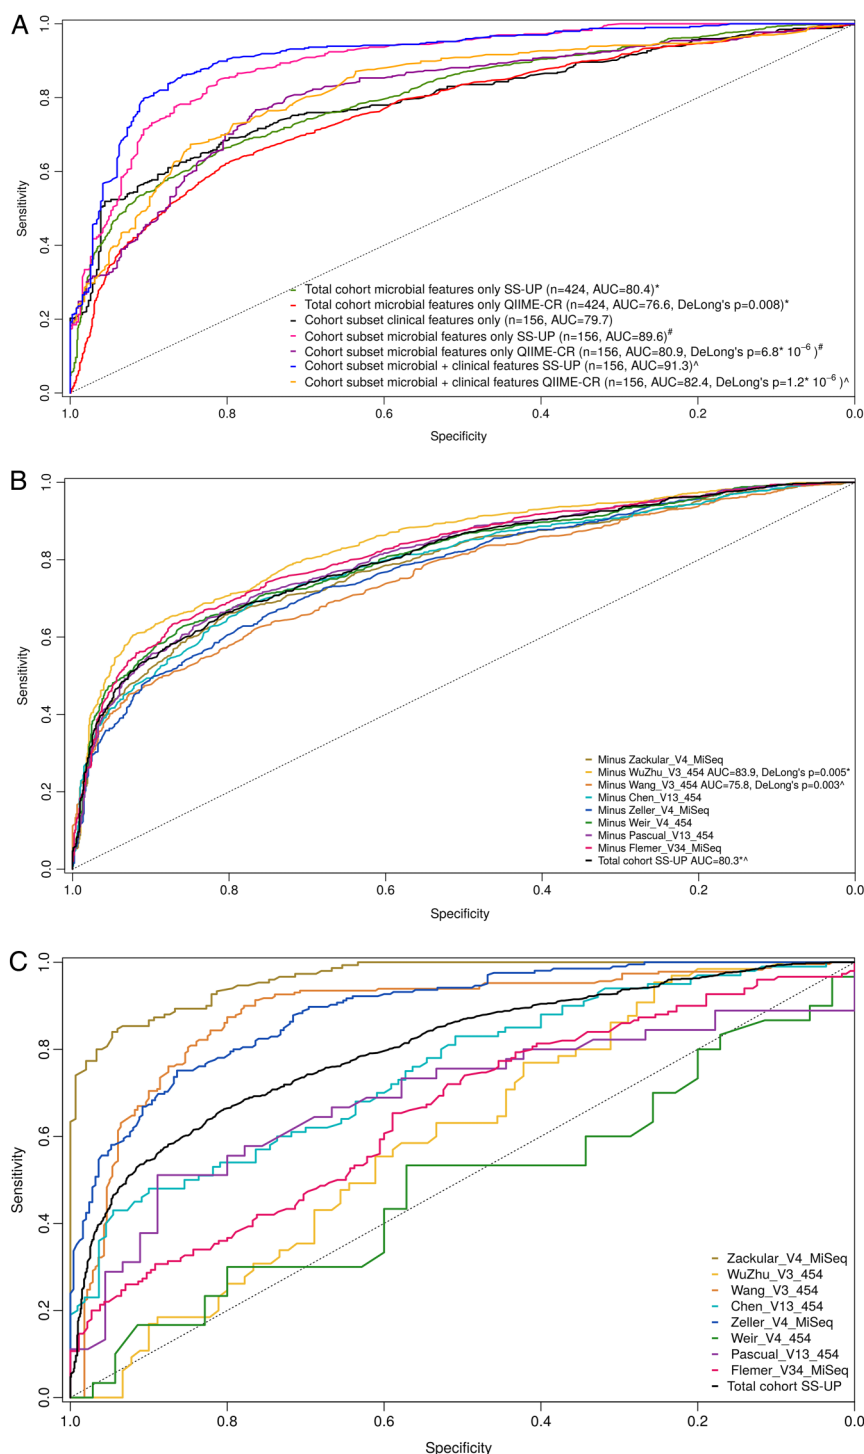 A
1.0
0.8
0.6
0.4
0.2
0.0
Sensitivity
Total cohort microbial features only SS-UP (n=424, AUC=80.4)*
Total cohort microbial features only QIIME-CR (n=424, AUC=76.6, DeLong's p=0.008)*
Cohort subset clinical features only (n=156, AUC=79.7)
Cohort subset microbial features only SS-UP (n=156, AUC=89.6)#
Cohort subset microbial features only QIIME-CR (n=156, AUC=80.9, DeLong's p=6.8* 10⁻⁶ )#
Cohort subset microbial + clinical features SS-UP (n=156, AUC=91.3)^
Cohort subset microbial + clinical features QIIME-CR (n=156, AUC=82.4, DeLong's p=1.2* 10⁻⁶ )^
1.0 0.8 0.6 0.4 0.2 0.0
Specificity
B
1.0
0.8
0.6
0.4
0.2
0.0
Sensitivity
Minus Zackular_V4_MiSeq
Minus WuZhu_V3_454 AUC=83.9, DeLong's p=0.005*
Minus Wang_V3_454 AUC=75.8, DeLong's p=0.003^
Minus Chen_V13_454
Minus Zeller_V4_MiSeq
Minus Weir_V4_454
Minus Pascual_V13_454
Minus Flemer_V34_MiSeq
Total cohort SS-UP AUC=80.3*^
1.0 0.8 0.6 0.4 0.2 0.0
Specificity
C
1.0
0.8
0.6
0.4
0.2
0.0
Sensitivity
Zackular_V4_MiSeq
WuZhu_V3_454
Wang_V3_454
Chen_V13_454
Zeller_V4_MiSeq
Weir_V4_454
Pascual_V13_454
Flemer_V34_MiSeq
Total cohort SS-UP
1.0 0.8 0.6 0.4 0.2 0.0
Specificity